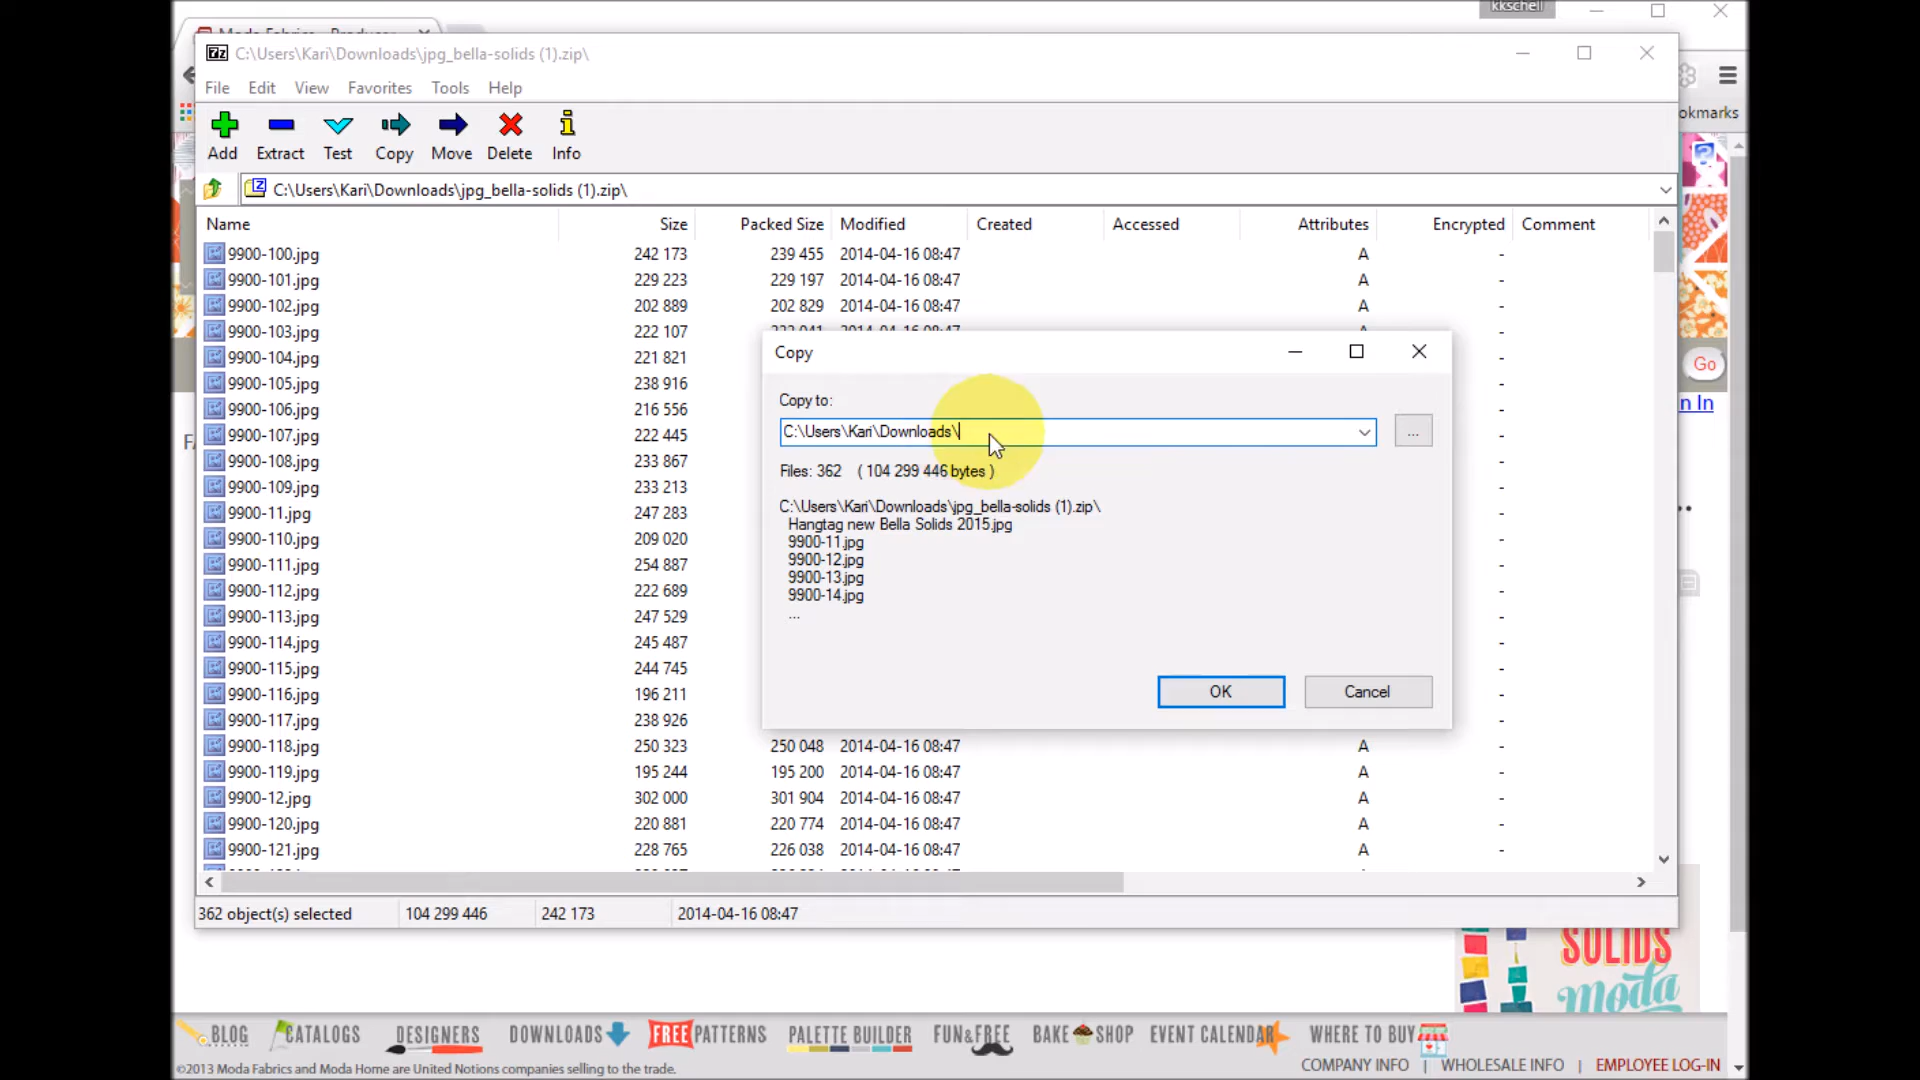 kkschell
Moda Fabrics - Produce
C:\Users\Kari\Downloads\jpg_bella-solids (1).zip\
File Edit View Favorites Tools Help
Add Extract Test Copy Move Delete Info
okmarks
C:\Users\Kari\Downloads\jpg_bella-solids (1).zip\
Name Size Packed Size Modified Created Accessed Attributes Encrypted Comment
9900-100.jpg 242 173 239 455 2014-04-16 08:47 A -
9900-101.jpg 229 223 229 197 2014-04-16 08:47 A -
9900-102.jpg 202 889 202 829 2014-04-16 08:47 A -
9900-103.jpg 222 107 222 041 2014-04-16 08:47 A -
9900-104.jpg 221 821 -
9900-105.jpg 238 916 -
9900-106.jpg 216 556 -
9900-107.jpg 222 445 -
9900-108.jpg 233 867 -
9900-109.jpg 233 213 -
9900-11.jpg 247 283 -
9900-110.jpg 209 020 -
9900-111.jpg 254 887 -
9900-112.jpg 222 689 -
9900-113.jpg 247 529 -
9900-114.jpg 245 487 -
9900-115.jpg 244 745 -
9900-116.jpg 196 211 -
9900-117.jpg 238 926 -
9900-118.jpg 250 323 250 048 2014-04-16 08:47 A -
9900-119.jpg 195 244 195 200 2014-04-16 08:47 A -
9900-12.jpg 302 000 301 904 2014-04-16 08:47 A -
9900-120.jpg 220 881 220 774 2014-04-16 08:47 A -
9900-121.jpg 228 765 226 038 2014-04-16 08:47 A -
Copy
Copy to:
C:\Users\Kari\Downloads\
...
Files: 362 ( 104 299 446 bytes )
C:\Users\Kari\Downloads\jpg_bella-solids (1).zip\
Hangtag new Bella Solids 2015.jpg
9900-11.jpg
9900-12.jpg
9900-13.jpg
9900-14.jpg
...
OK Cancel
Go
n In
362 object(s) selected 104 299 446 242 173 2014-04-16 08:47
SOLIDS
moda
BLOG CATALOGS DESIGNERS DOWNLOADS FREE PATTERNS PALETTE BUILDER FUN&FREE BAKE SHOP EVENT CALENDAR WHERE TO BUY
©2013 Moda Fabrics and Moda Home are United Notions companies selling to the trade.
COMPANY INFO | WHOLESALE INFO | EMPLOYEE LOG-IN